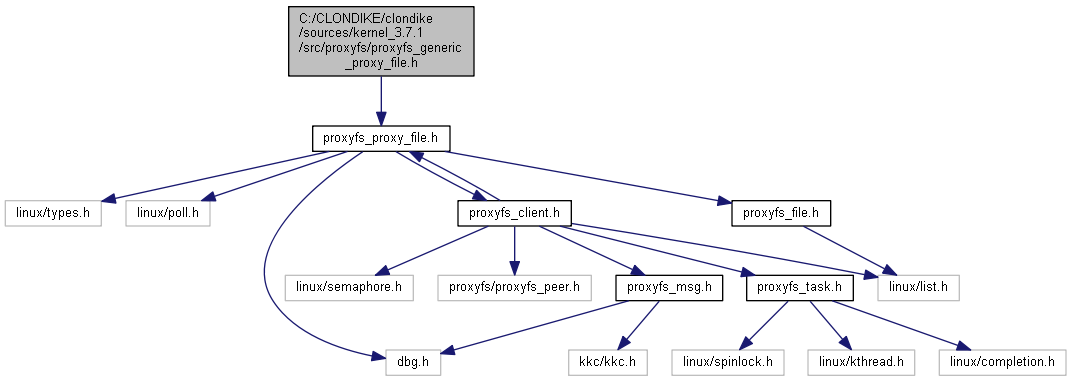 C:/CLONDIKE/clondike
/sources/kernel_3.7.1
/src/proxyfs/proxyfs_generic
_proxy_file.h
proxyfs_proxy_file.h
linux/types.h
linux/poll.h
proxyfs_client.h
proxyfs_file.h
linux/semaphore.h
proxyfs/proxyfs_peer.h
proxyfs_msg.h
proxyfs_task.h
linux/list.h
dbg.h
kkc/kkc.h
linux/spinlock.h
linux/kthread.h
linux/completion.h